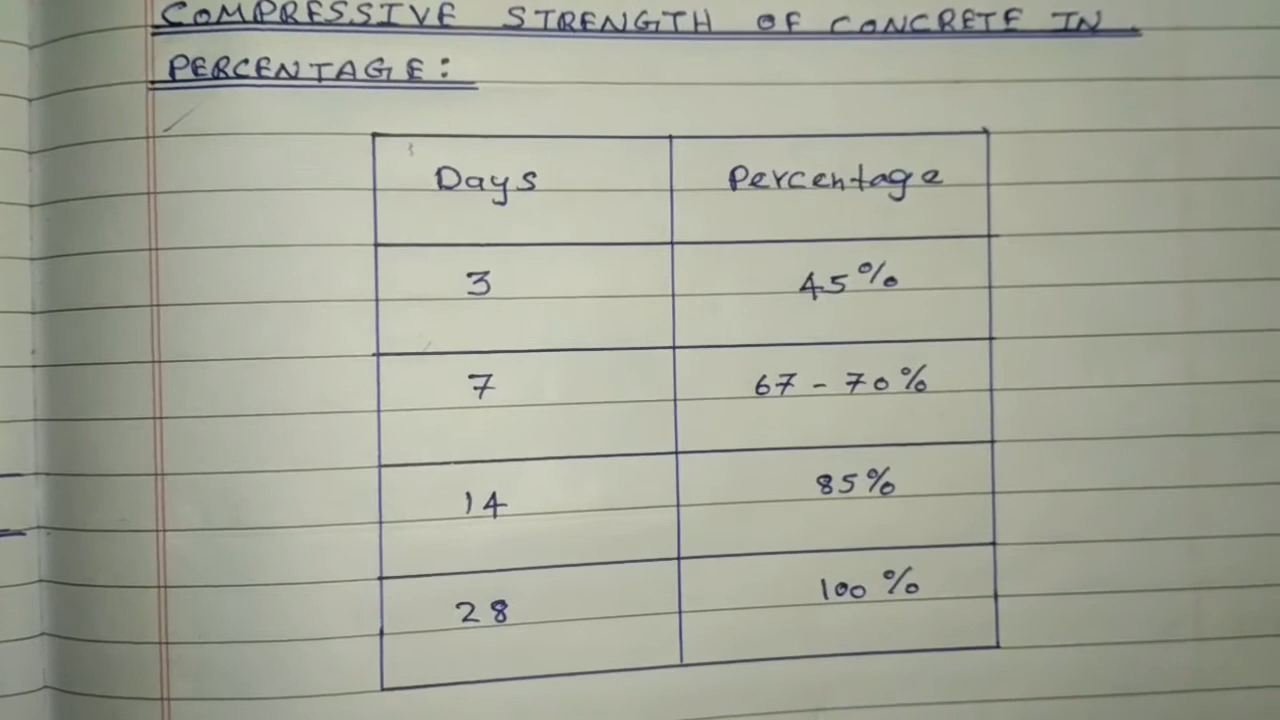 COMPRESSIVE STRENGTH OF CONCRETE IN
PERCENTAGE:
Days Percentage
3 45%
7 67-70%
14 85%
28 100%